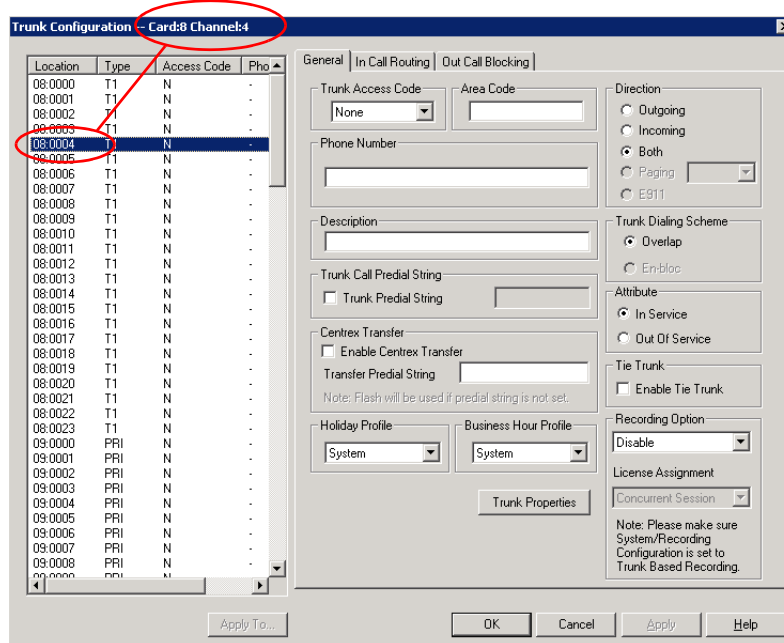 Trunk Configuration -- Card:8 Channel:4
Location Type Access Code Pho
08:0000 T1 N -
08:0001 T1 N -
08:0002 T1 N -
08:0003 T1 N -
08:0004 T1 N -
08:0005 T1 N -
08:0006 T1 N -
08:0007 T1 N -
08:0008 T1 N -
08:0009 T1 N -
08:0010 T1 N -
08:0011 T1 N -
08:0012 T1 N -
08:0013 T1 N -
08:0014 T1 N -
08:0015 T1 N -
08:0016 T1 N -
08:0017 T1 N -
08:0018 T1 N -
08:0019 T1 N -
08:0020 T1 N -
08:0021 T1 N -
08:0022 T1 N -
08:0023 T1 N -
09:0000 PRI N -
09:0001 PRI N -
09:0002 PRI N -
09:0003 PRI N -
09:0004 PRI N -
09:0005 PRI N -
09:0006 PRI N -
09:0007 PRI N -
09:0008 PRI N -
09:0009 PRI N -
General In Call Routing Out Call Blocking
Trunk Access Code
None
Area Code
Phone Number
Description
Trunk Call Predial String
Trunk Predial String
Centrex Transfer
Enable Centrex Transfer
Transfer Predial String
Note: Flash will be used if predial string is not set.
Holiday Profile
System
Business Hour Profile
System
Trunk Properties
Direction
Outgoing
Incoming
Both
Paging
E911
Trunk Dialing Scheme
Overlap
En-bloc
Attribute
In Service
Out Of Service
Tie Trunk
Enable Tie Trunk
Recording Option
Disable
License Assignment
Concurrent Session
Note: Please make sure
System/Recording
Configuration is set to
Trunk Based Recording.
Apply To...
OK Cancel Apply Help